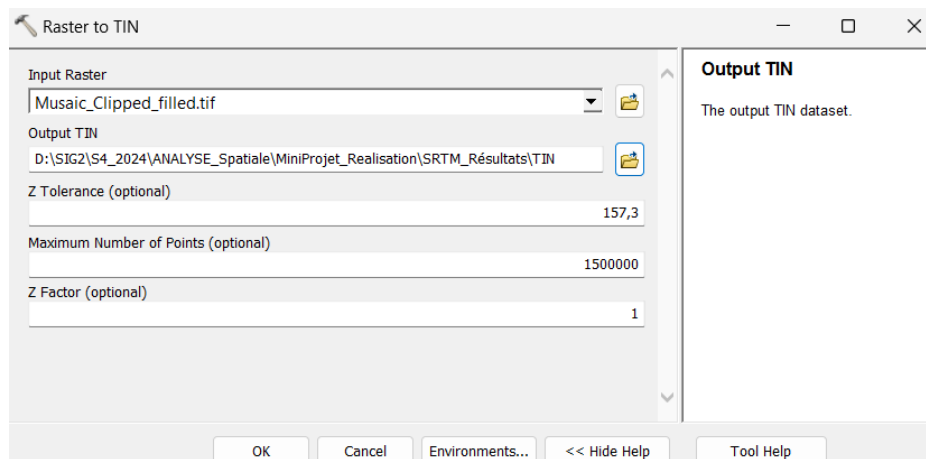 Raster to TIN
Input Raster
Musaic_Clipped_filled.tif
Output TIN
D:\SIG2\S4_2024\ANALYSE_Spatiale\MiniProjet_Realisation\SRTM_Résultats\TIN
Z Tolerance (optional)
157,3
Maximum Number of Points (optional)
1500000
Z Factor (optional)
1
Output TIN
The output TIN dataset.
OK
Cancel
Environments...
<< Hide Help
Tool Help